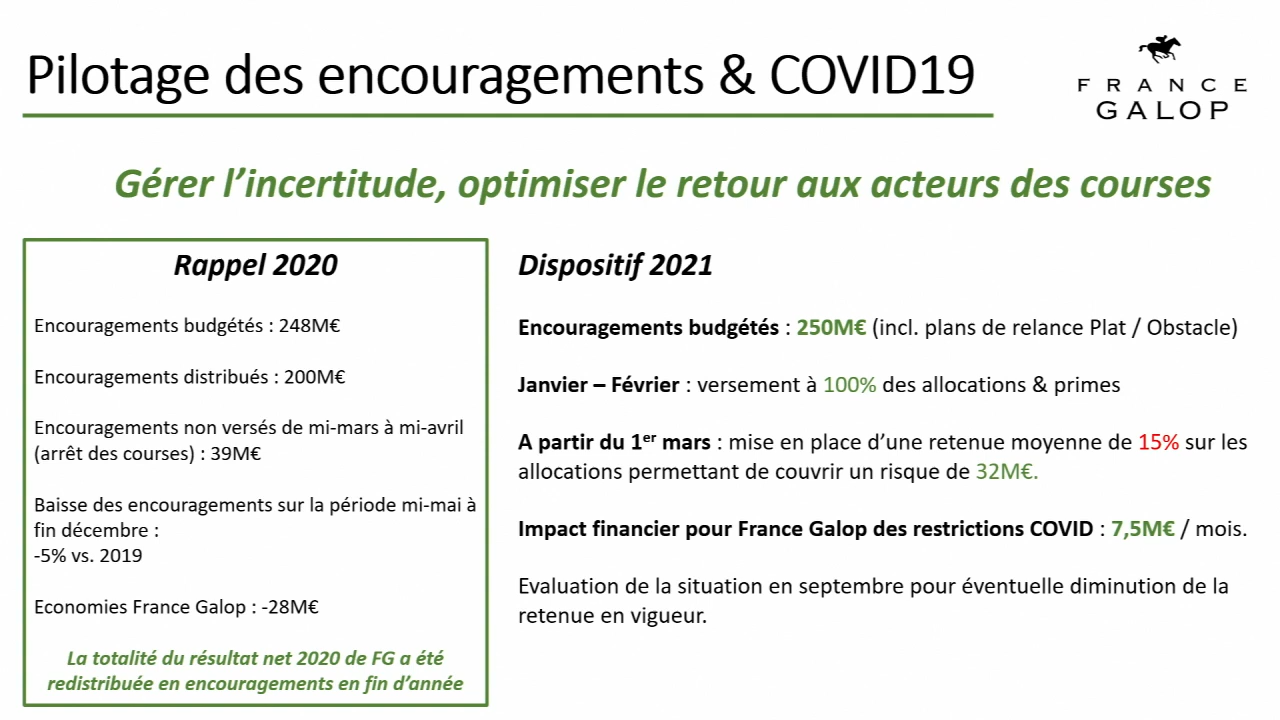 Pilotage des encouragements & COVID19
FRANCE
GALOP
Gérer l’incertitude, optimiser le retour aux acteurs des courses
Rappel 2020
Encouragements budgétés : 248M€
Encouragements distribués : 200M€
Encouragements non versés de mi-mars à mi-avril
(arrêt des courses) : 39M€
Baisse des encouragements sur la période mi-mai à
fin décembre :
-5% vs. 2019
Economies France Galop : -28M€
La totalité du résultat net 2020 de FG a été
redistribuée en encouragements en fin d’année
Dispositif 2021
Encouragements budgétés : 250M€ (incl. plans de relance Plat / Obstacle)
Janvier – Février : versement à 100% des allocations & primes
A partir du 1er mars : mise en place d’une retenue moyenne de 15% sur les
allocations permettant de couvrir un risque de 32M€.
Impact financier pour France Galop des restrictions COVID : 7,5M€ / mois.
Evaluation de la situation en septembre pour éventuelle diminution de la
retenue en vigueur.